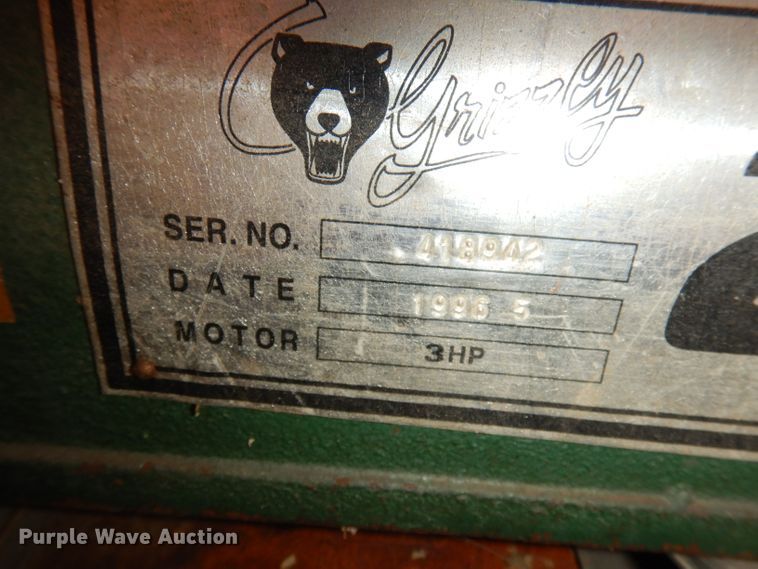 Grizzly
SER. NO. 418942
DATE 1996 5
MOTOR 3HP
Purple Wave Auction